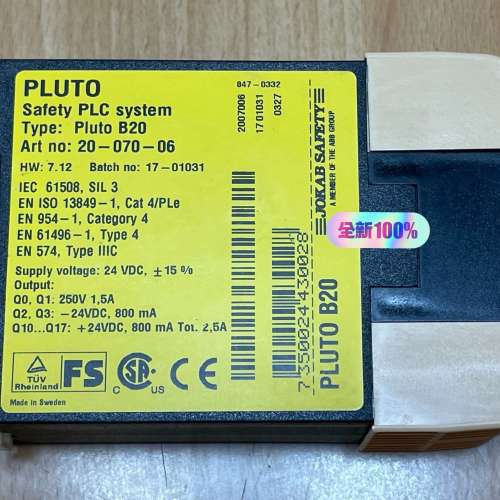 PLUTO
Safety PLC system
Type: Pluto B20
Art no: 20-070-06
HW: 7.12 Batch no: 17-01031
IEC 61508, SIL 3
EN ISO 13849-1, Cat 4/PLe
EN 954-1, Category 4
EN 61496-1, Type 4
EN 574, Type IIIC
Supply voltage: 24 VDC, ±15%
Output:
Q0, Q1: 250V 1,5A
Q2, Q3: -24VDC, 800 mA
Q10...Q17: +24VDC, 800 mA Tot. 2,5A
TÜV
Rheinland
FS
C SA US
CE
Made in Sweden
847-0332
2007006
1701031
0327
JOKAB SAFETY
A MEMBER OF THE ABB GROUP
7350024430028
PLUTO B20
全新100%